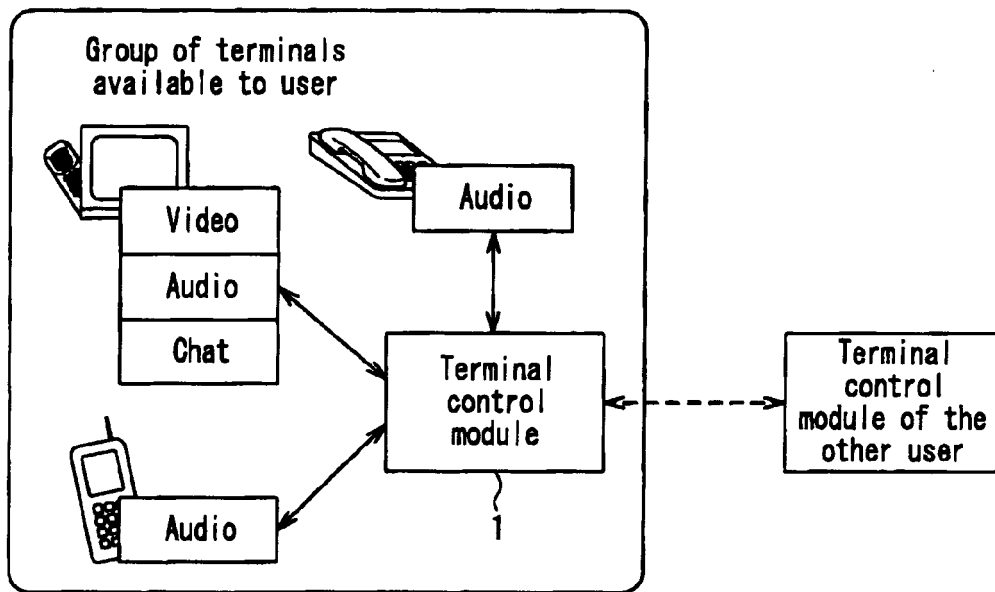 Group of terminals
available to user
Video
Audio
Chat
Audio
Terminal
control
module
1
Audio
Terminal
control
module of the
other user